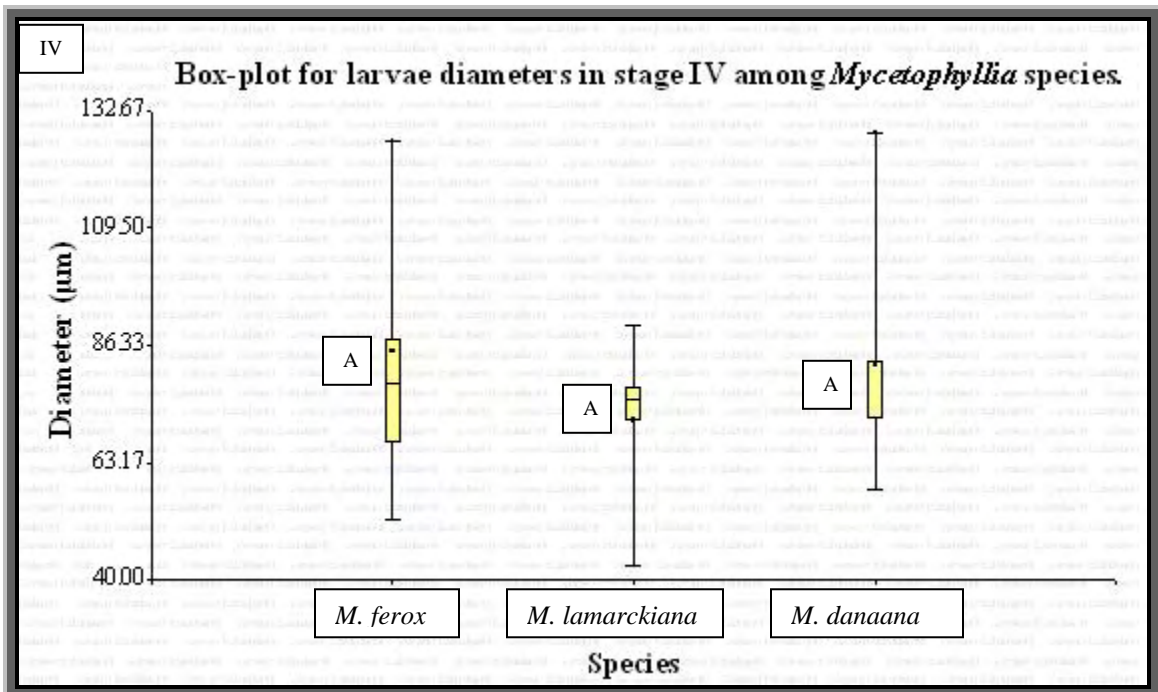 IV
Box-plot for larvae diameters in stage IV among Mycetophyllia species.
132.67
109.50
86.33
63.17
40.00
Diameter (µm)
A
A
A
M. ferox
M. lamarckiana
M. danaana
Species